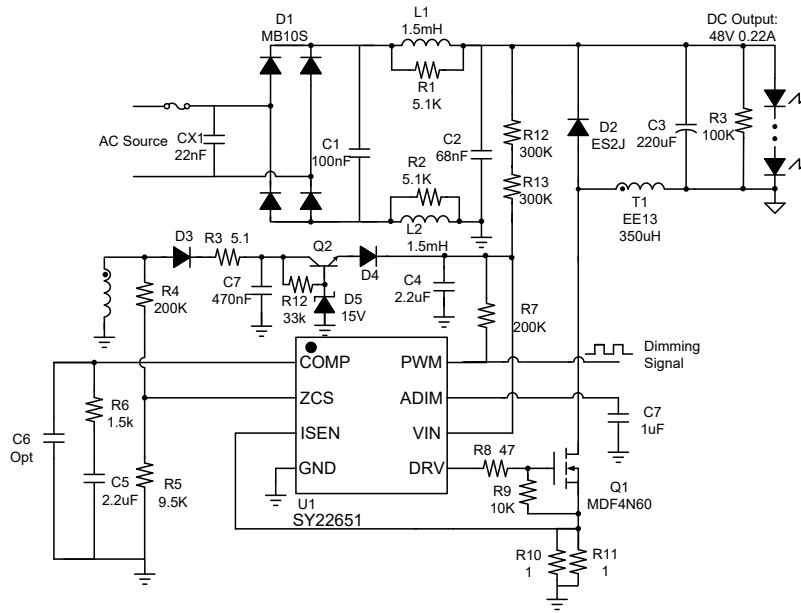 D1
MB10S
L1
1.5mH
R1
5.1K
DC Output:
48V 0.22A
AC Source
CX1
22nF
C1
100nF
R2
5.1K
L2
1.5mH
C2
68nF
R12
300K
R13
300K
D2
ES2J
C3
220uF
R3
100K
T1
EE13
350uH
D3
R3 5.1
Q2
D4
R4
200K
C7
470nF
R12
33k
D5
15V
C4
2.2uF
R7
200K
Dimming
Signal
COMP
ZCS
ISEN
GND
PWM
ADIM
VIN
DRV
U1
SY22651
C7
1uF
R6
1.5k
C6
Opt
C5
2.2uF
R5
9.5K
R8 47
R9
10K
Q1
MDF4N60
R10
1
R11
1